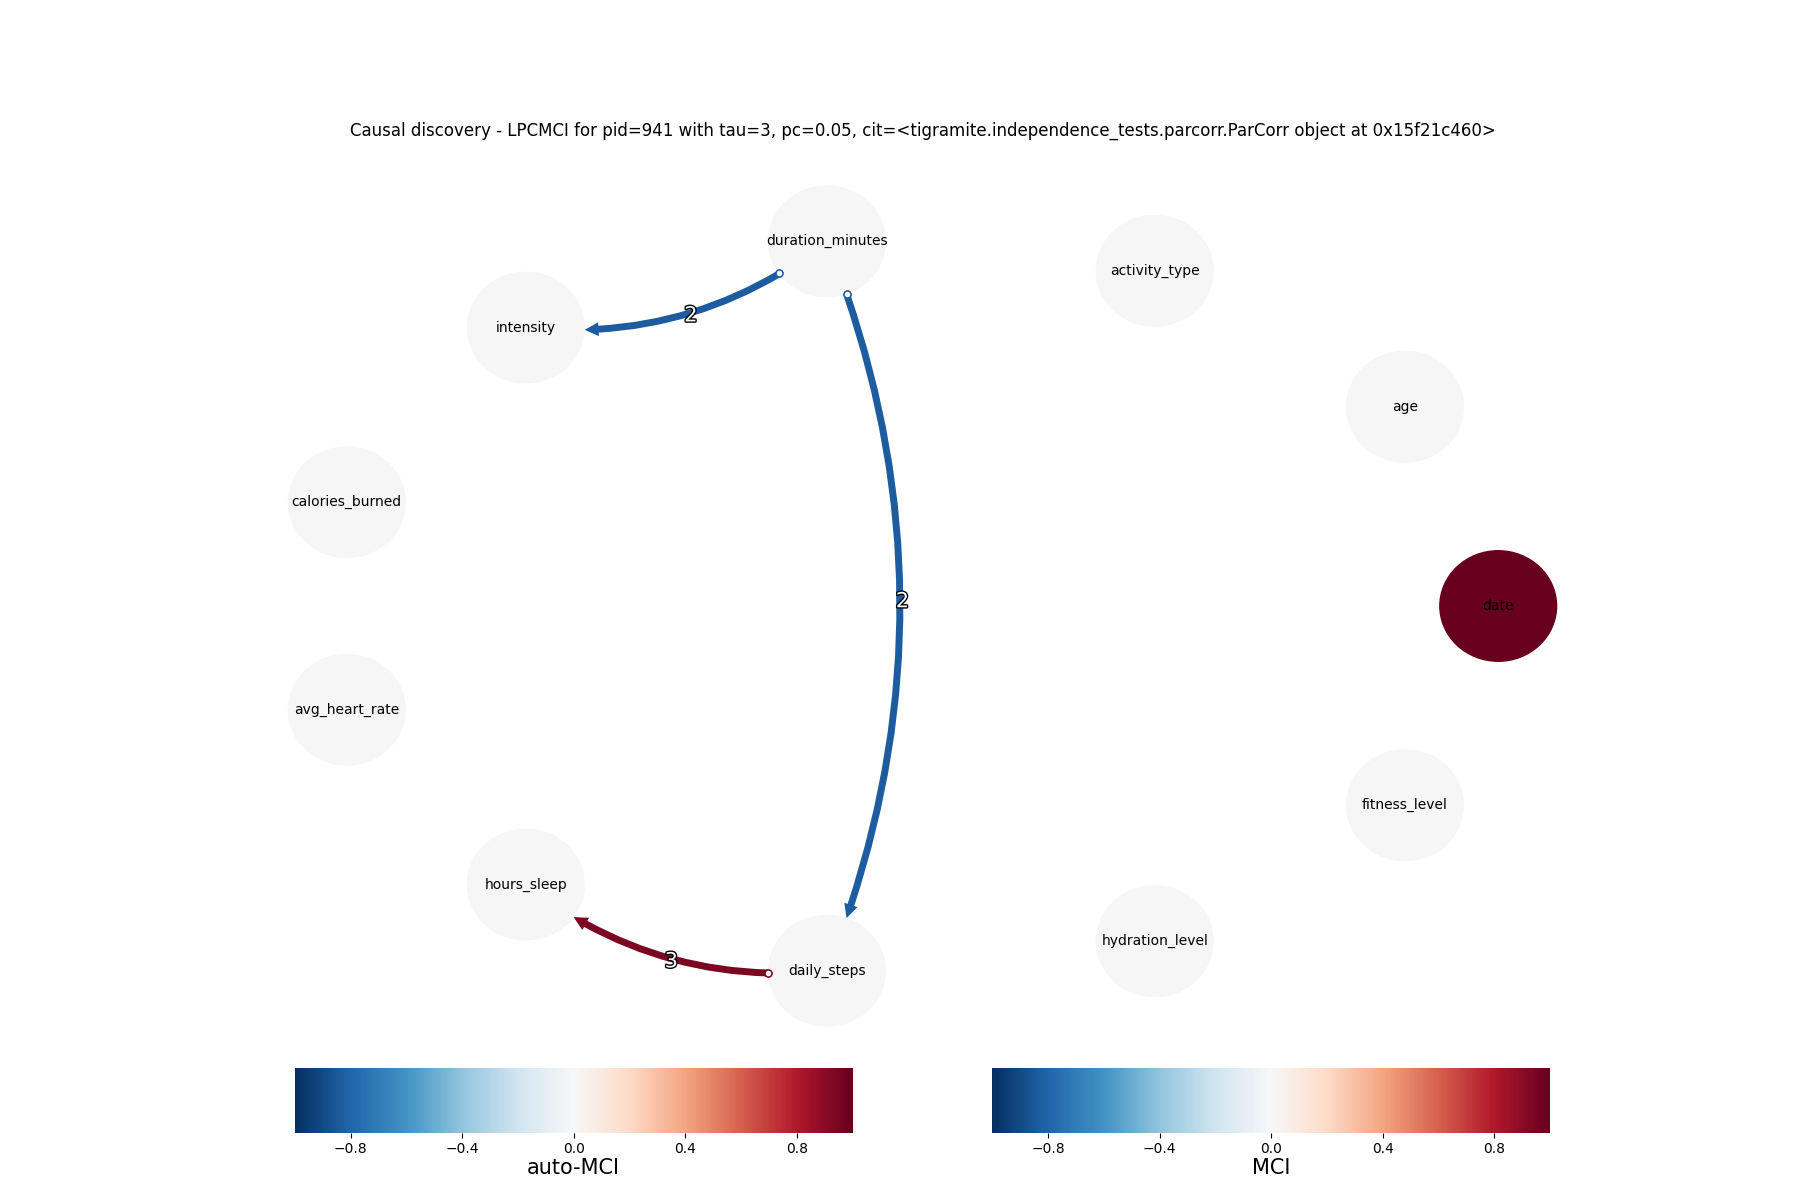 Causal discovery - LPCMCI for pid=941 with tau=3, pc=0.05, cit=<tigramite.independence_tests.parcorr.ParCorr object at 0x15f21c460>
duration_minutes
activity_type
intensity
2
age
calories_burned
date
2
avg_heart_rate
fitness_level
hours_sleep
hydration_level
3
daily_steps
−0.8 −0.4 0.0 0.4 0.8
auto-MCI
−0.8 −0.4 0.0 0.4 0.8
MCI